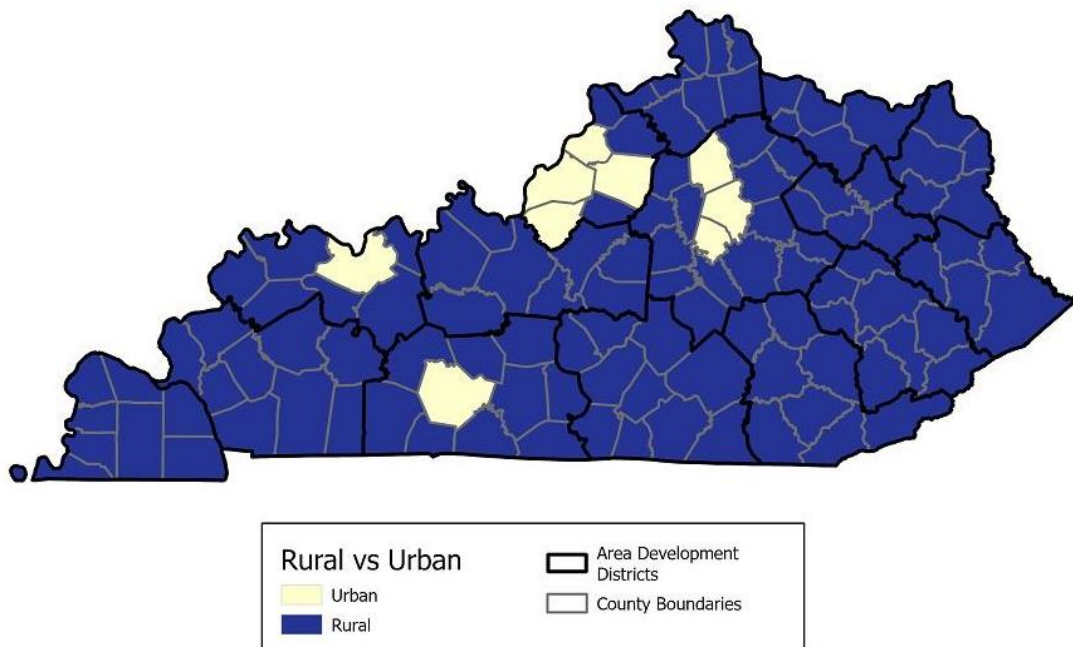 Rural vs Urban
Urban
Rural
Area Development
Districts
County Boundaries